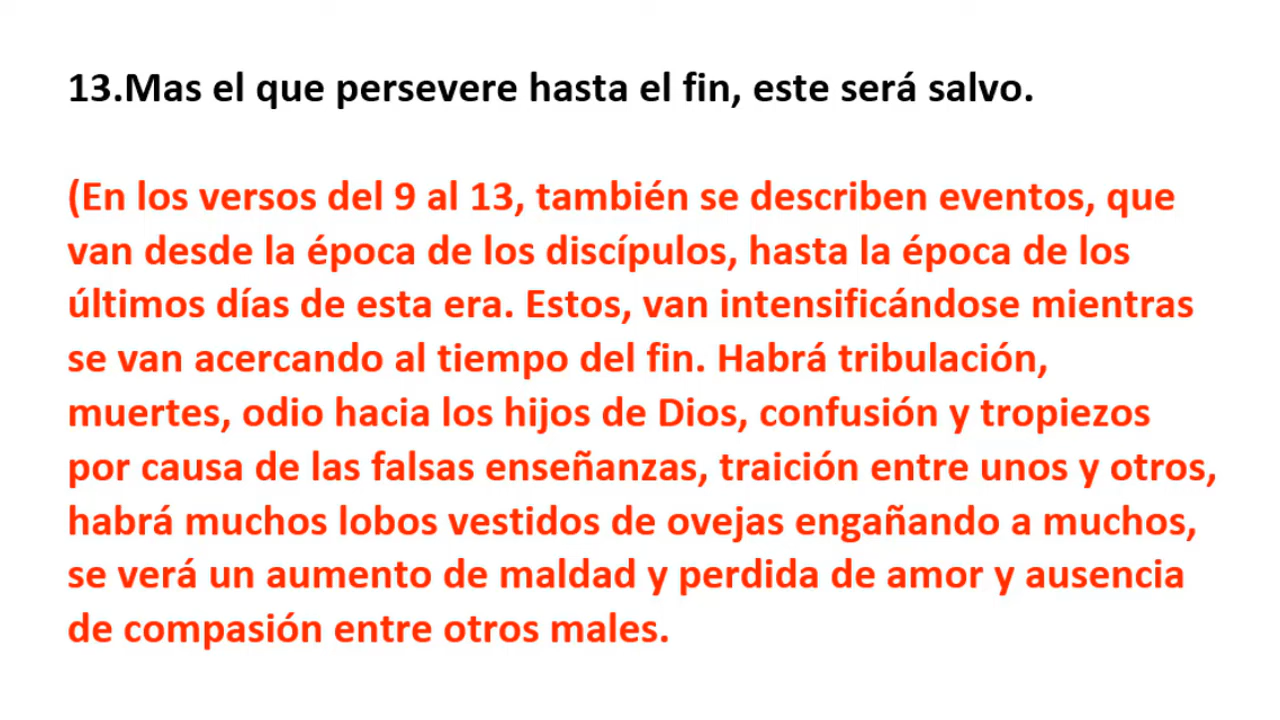 13.Mas el que persevere hasta el fin, este será salvo.
(En los versos del 9 al 13, también se describen eventos, que
van desde la época de los discípulos, hasta la época de los
últimos días de esta era. Estos, van intensificándose mientras
se van acercando al tiempo del fin. Habrá tribulación,
muertes, odio hacia los hijos de Dios, confusión y tropiezos
por causa de las falsas enseñanzas, traición entre unos y otros,
habrá muchos lobos vestidos de ovejas engañando a muchos,
se verá un aumento de maldad y perdida de amor y ausencia
de compasión entre otros males.